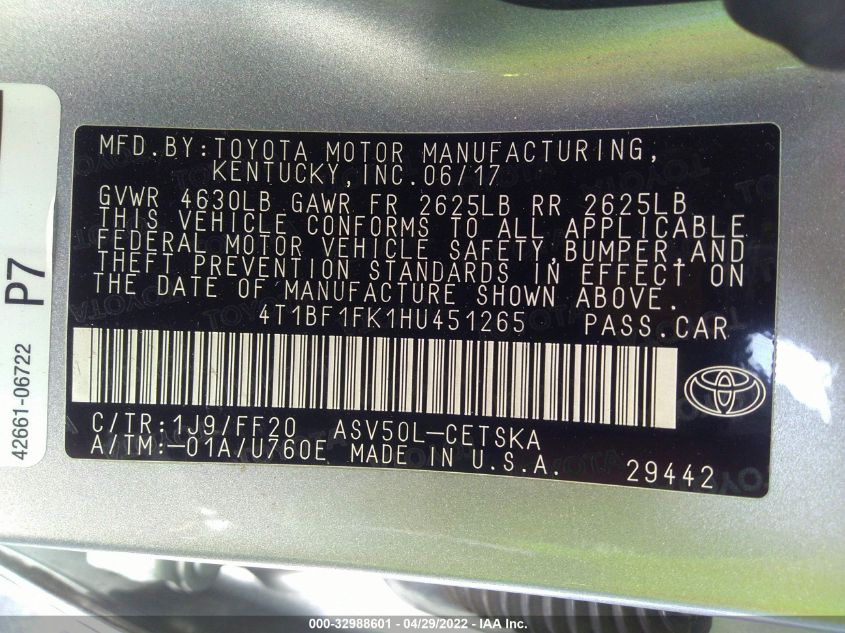 MFD.BY:TOYOTA MOTOR MANUFACTURING,
KENTUCKY,INC.06/17
GVWR 4630LB GAWR FR 2625LB RR 2625LB
THIS VEHICLE CONFORMS TO ALL APPLICABLE
FEDERAL MOTOR VEHICLE SAFETY,BUMPER,AND
THEFT PREVENTION STANDARDS IN EFFECT ON
THE DATE OF MANUFACTURE SHOWN ABOVE.
4T1BF1FK1HU451265 PASS.CAR
C/TR:1J9/FF20 ASV50L-CETSKA
A/TM:-01A/U760E MADE IN U.S.A. 29442
P7
42661-06722
000-32988601 - 04/29/2022 - IAA Inc.